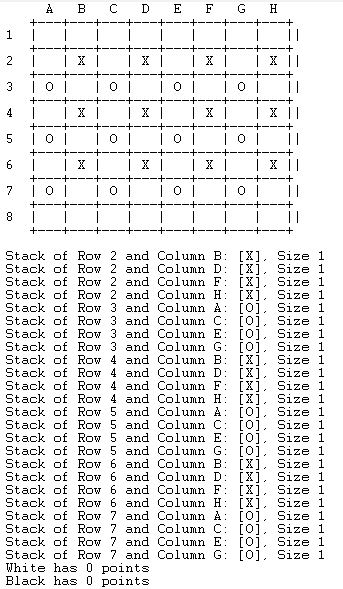 A   B   C   D   E   F   G   H
  +---+---+---+---+---+---+---+---+
1 |   |   |   |   |   |   |   |   ||
  +---+---+---+---+---+---+---+---+
2 |   | X |   | X |   | X |   | X ||
  +---+---+---+---+---+---+---+---+
3 | O |   | O |   | O |   | O |   ||
  +---+---+---+---+---+---+---+---+
4 |   | X |   | X |   | X |   | X ||
  +---+---+---+---+---+---+---+---+
5 | O |   | O |   | O |   | O |   ||
  +---+---+---+---+---+---+---+---+
6 |   | X |   | X |   | X |   | X ||
  +---+---+---+---+---+---+---+---+
7 | O |   | O |   | O |   | O |   ||
  +---+---+---+---+---+---+---+---+
8 |   |   |   |   |   |   |   |   ||
  +---+---+---+---+---+---+---+---+
Stack of Row 2 and Column B: [X], Size 1
Stack of Row 2 and Column D: [X], Size 1
Stack of Row 2 and Column F: [X], Size 1
Stack of Row 2 and Column H: [X], Size 1
Stack of Row 3 and Column A: [O], Size 1
Stack of Row 3 and Column C: [O], Size 1
Stack of Row 3 and Column E: [O], Size 1
Stack of Row 3 and Column G: [O], Size 1
Stack of Row 4 and Column B: [X], Size 1
Stack of Row 4 and Column D: [X], Size 1
Stack of Row 4 and Column F: [X], Size 1
Stack of Row 4 and Column H: [X], Size 1
Stack of Row 5 and Column A: [O], Size 1
Stack of Row 5 and Column C: [O], Size 1
Stack of Row 5 and Column E: [O], Size 1
Stack of Row 5 and Column G: [O], Size 1
Stack of Row 6 and Column B: [X], Size 1
Stack of Row 6 and Column D: [X], Size 1
Stack of Row 6 and Column F: [X], Size 1
Stack of Row 6 and Column H: [X], Size 1
Stack of Row 7 and Column A: [O], Size 1
Stack of Row 7 and Column C: [O], Size 1
Stack of Row 7 and Column E: [O], Size 1
Stack of Row 7 and Column G: [O], Size 1
White has 0 points
Black has 0 points